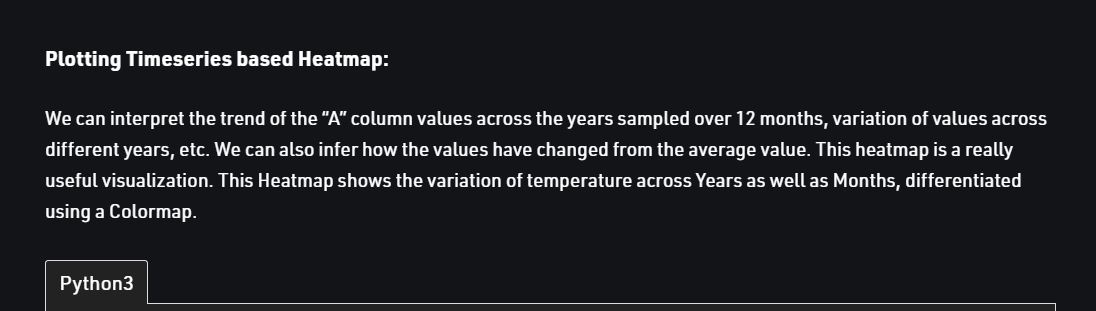 Plotting Timeseries based Heatmap:
We can interpret the trend of the “A” column values across the years sampled over 12 months, variation of values across
different years, etc. We can also infer how the values have changed from the average value. This heatmap is a really
useful visualization. This Heatmap shows the variation of temperature across Years as well as Months, differentiated
using a Colormap.
Python3